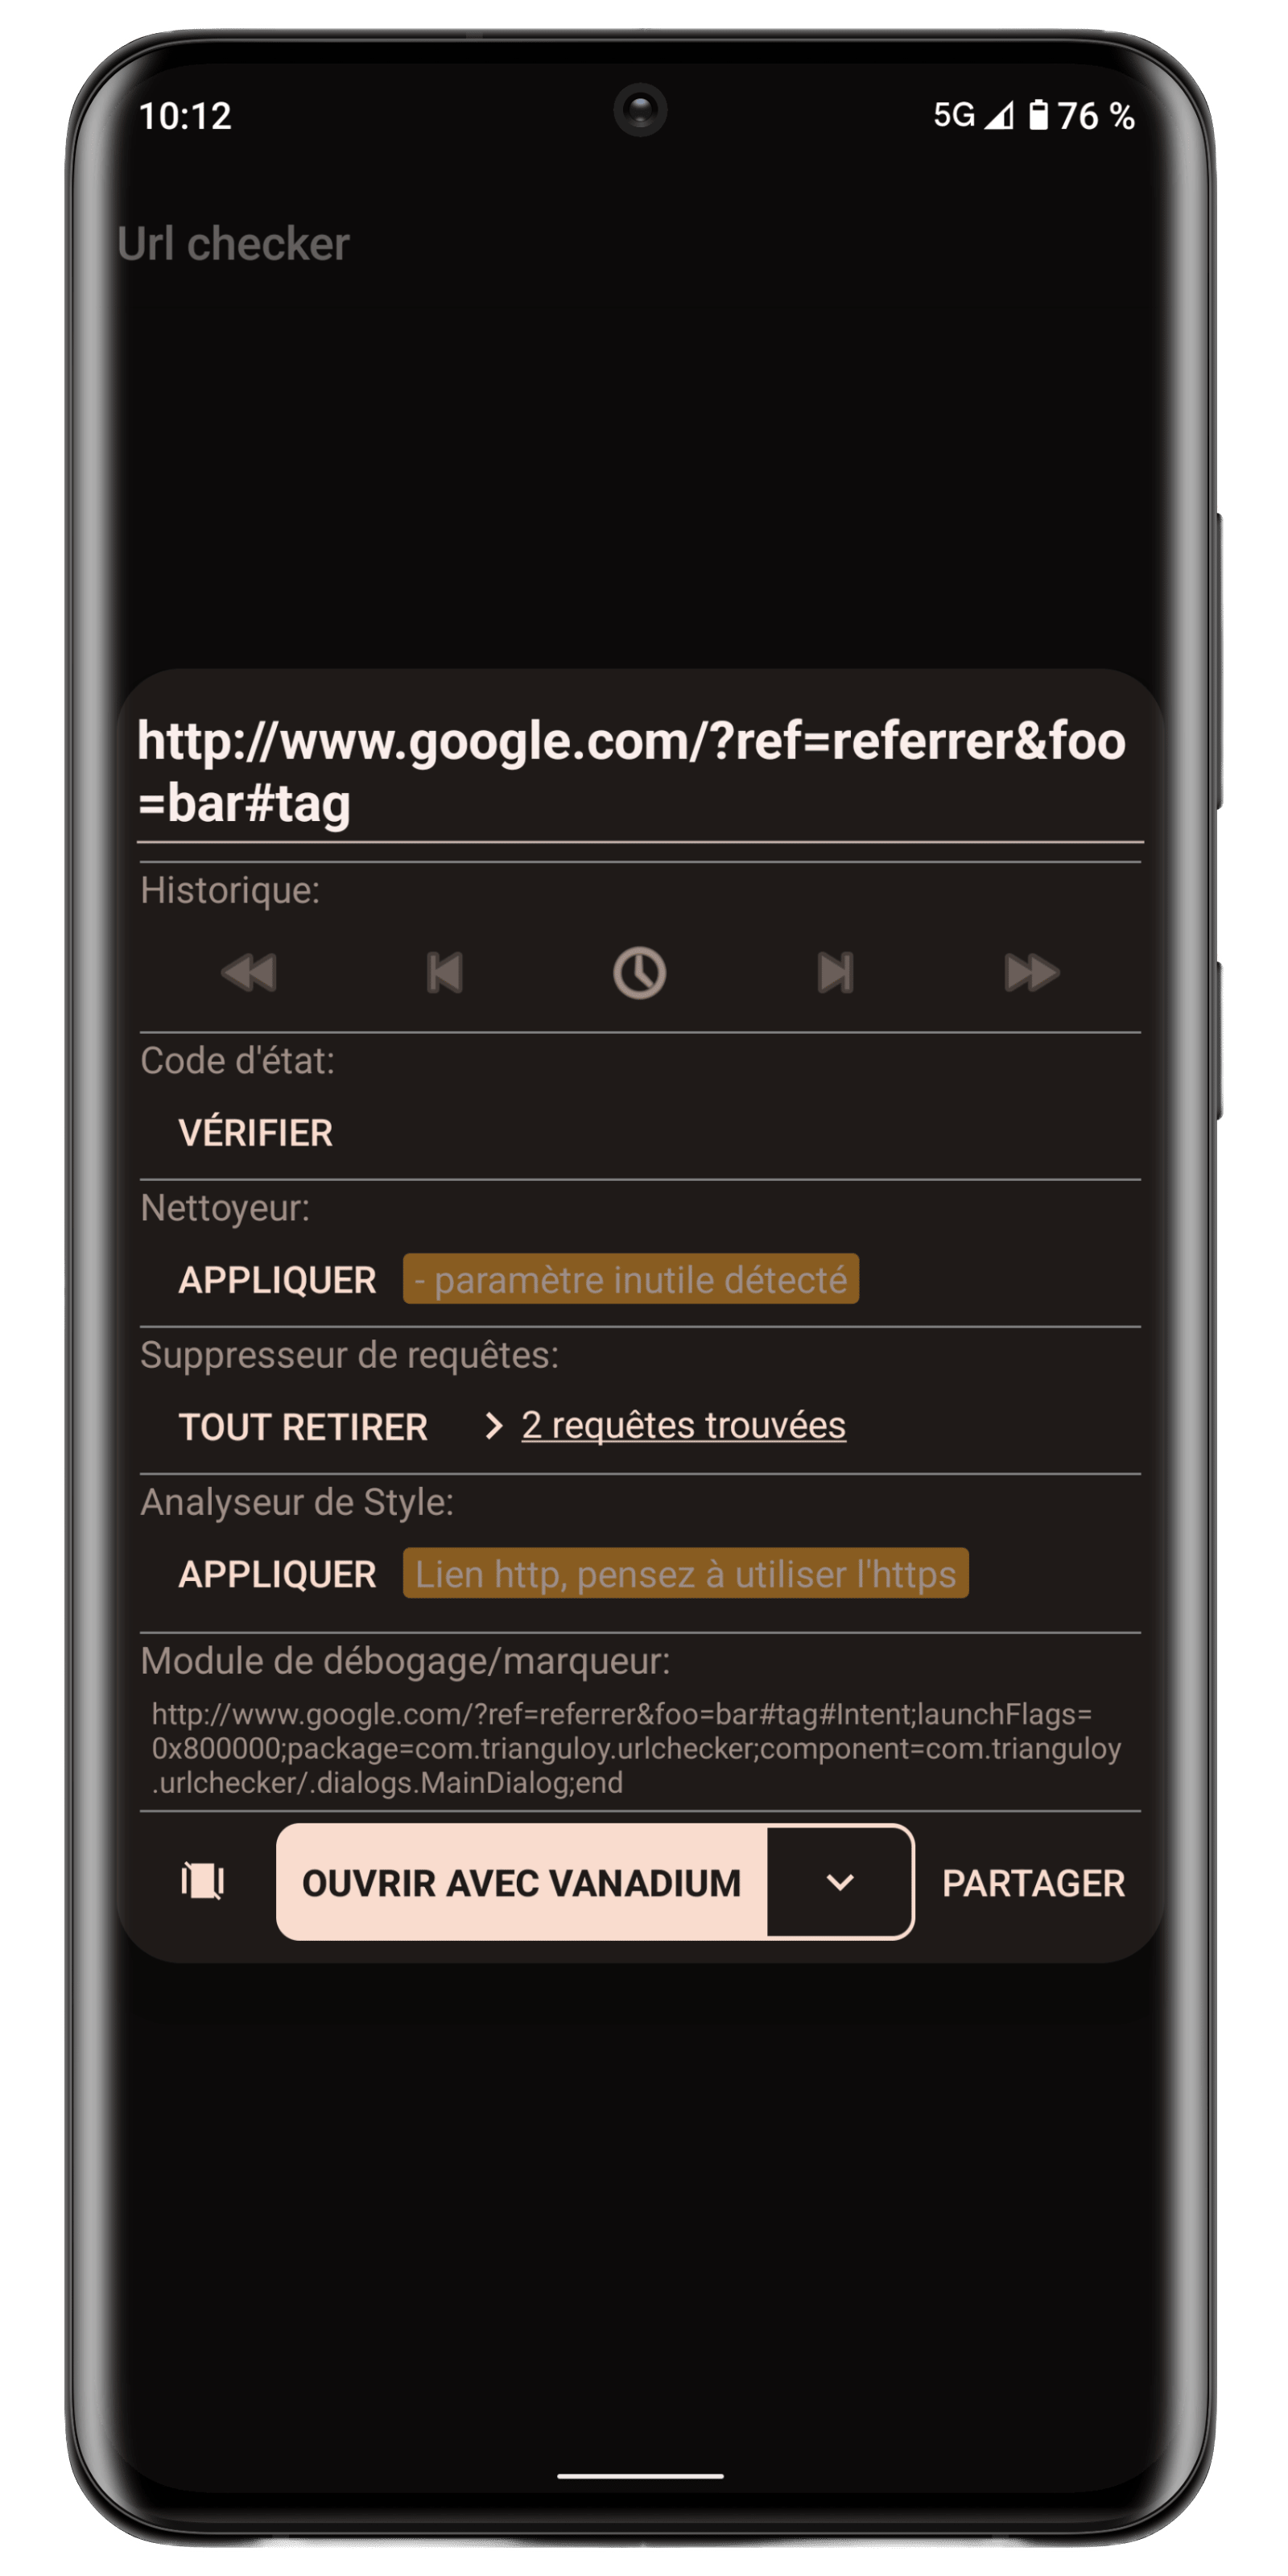 10:12
5G 76 %
Url checker
http://www.google.com/?ref=referrer&foo
=bar#tag
Historique:
Code d'état:
VÉRIFIER
Nettoyeur:
APPLIQUER - paramètre inutile détecté
Suppresseur de requêtes:
TOUT RETIRER 2 requêtes trouvées
Analyseur de Style:
APPLIQUER Lien http, pensez à utiliser l'https
Module de débogage/marqueur:
http://www.google.com/?ref=referrer&foo=bar#tag#Intent;launchFlags=
0x800000;package=com.trianguloy.urlchecker;component=com.trianguloy
.urlchecker/.dialogs.MainDialog;end
OUVRIR AVEC VANADIUM PARTAGER